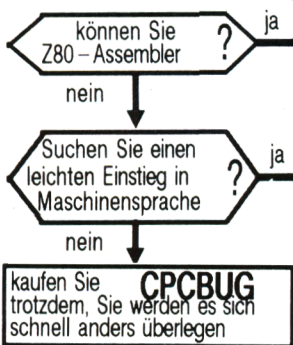 können Sie
Z80 – Assembler ?
ja
nein
Suchen Sie einen
leichten Einstieg in
Maschinensprache ?
ja
nein
kaufen Sie CPCBUG
trotzdem, Sie werden es sich
schnell anders überlegen